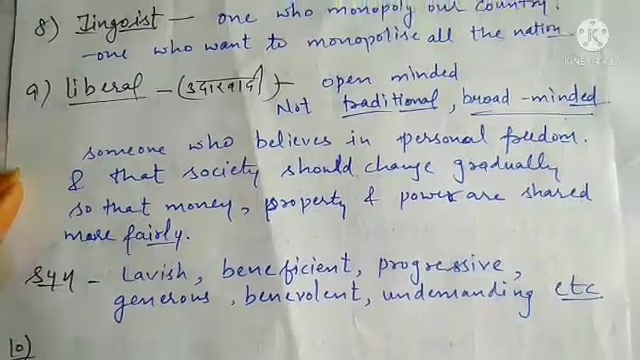 8) Jingoist - one who monopoly our country.
- one who want to monopolise all the nation
9) liberal - (उदारवादी) - open minded
Not traditional, broad-minded
someone who believes in personal freedom.
& that society should change gradually
so that money, property & power are shared
more fairly.
Syn - Lavish, beneficient, progressive,
generous, benevolent, undemanding etc
10)
KINEMASTER